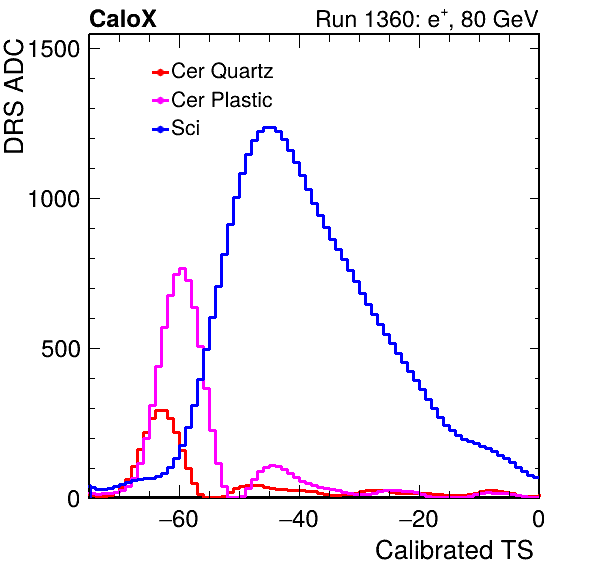 CaloX Run 1360: e⁺, 80 GeV
DRS ADC
1500
1000
500
0
Cer Quartz
Cer Plastic
Sci
−60 −40 −20 0
Calibrated TS